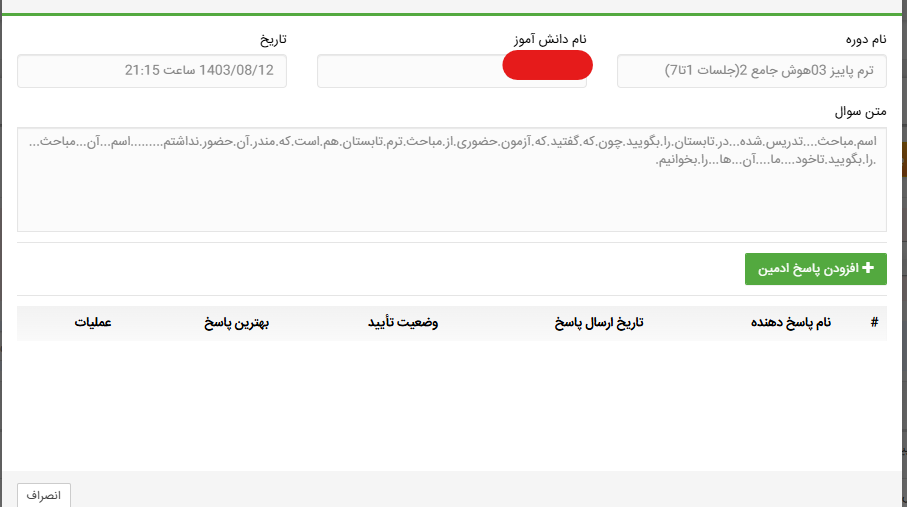 نام دوره
نام دانش آموز
تاریخ
ترم پاییز 03هوش جامع 2(جلسات 1تا7)
1403/08/12 ساعت 21:15
متن سوال
اسم.مباحث....تدریس.شده...در.تابستان.را.بگویید.چون.که.گفتید.که.آزمون.حضوری.از.مباحث.ترم.تابستان.هم.است.که.مندر.آن.حضور.نداشتم.........اسم...آن...مباحث...
.را.بگویید.تاخود....ما....آن...ها...را.بخوانیم.
افزودن پاسخ ادمین
# نام پاسخ دهنده تاریخ ارسال پاسخ وضعیت تأیید بهترین پاسخ عملیات
انصراف